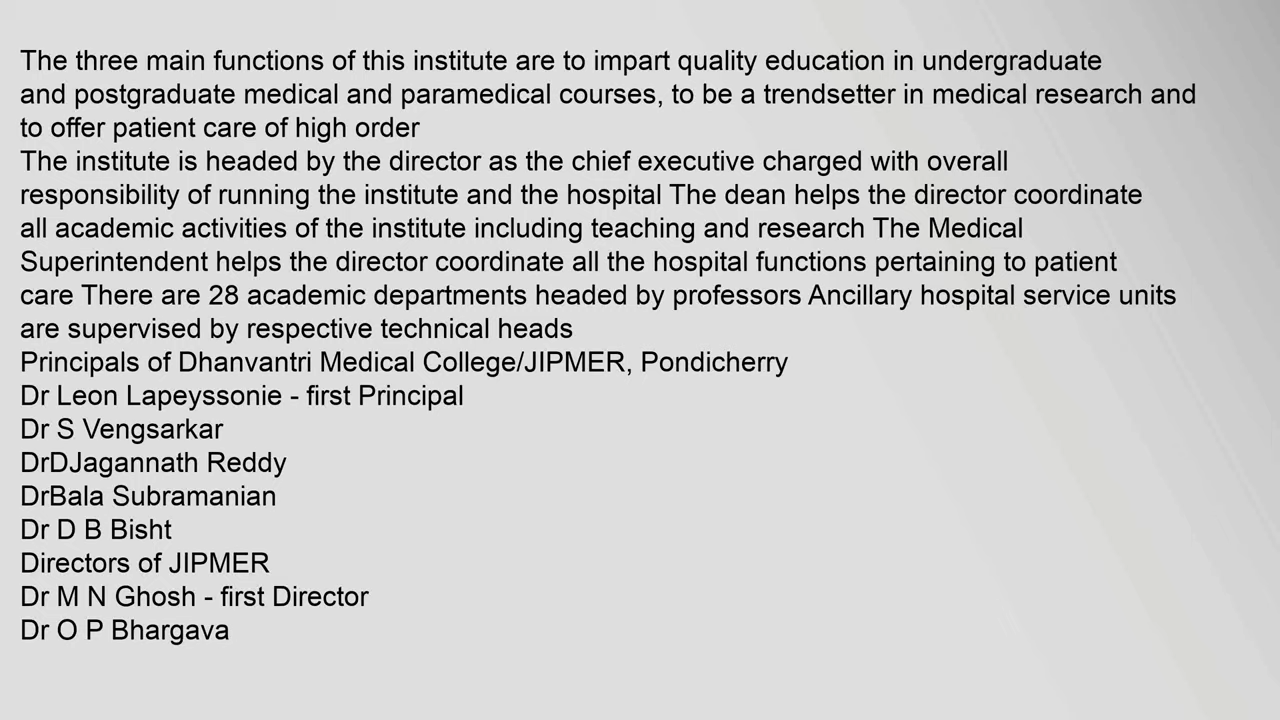 The three main functions of this institute are to impart quality education in undergraduate
and postgraduate medical and paramedical courses, to be a trendsetter in medical research and
to offer patient care of high order
The institute is headed by the director as the chief executive charged with overall
responsibility of running the institute and the hospital The dean helps the director coordinate
all academic activities of the institute including teaching and research The Medical
Superintendent helps the director coordinate all the hospital functions pertaining to patient
care There are 28 academic departments headed by professors Ancillary hospital service units
are supervised by respective technical heads
Principals of Dhanvantri Medical College/JIPMER, Pondicherry
Dr Leon Lapeyssonie - first Principal
Dr S Vengsarkar
DrDJagannath Reddy
DrBala Subramanian
Dr D B Bisht
Directors of JIPMER
Dr M N Ghosh - first Director
Dr O P Bhargava